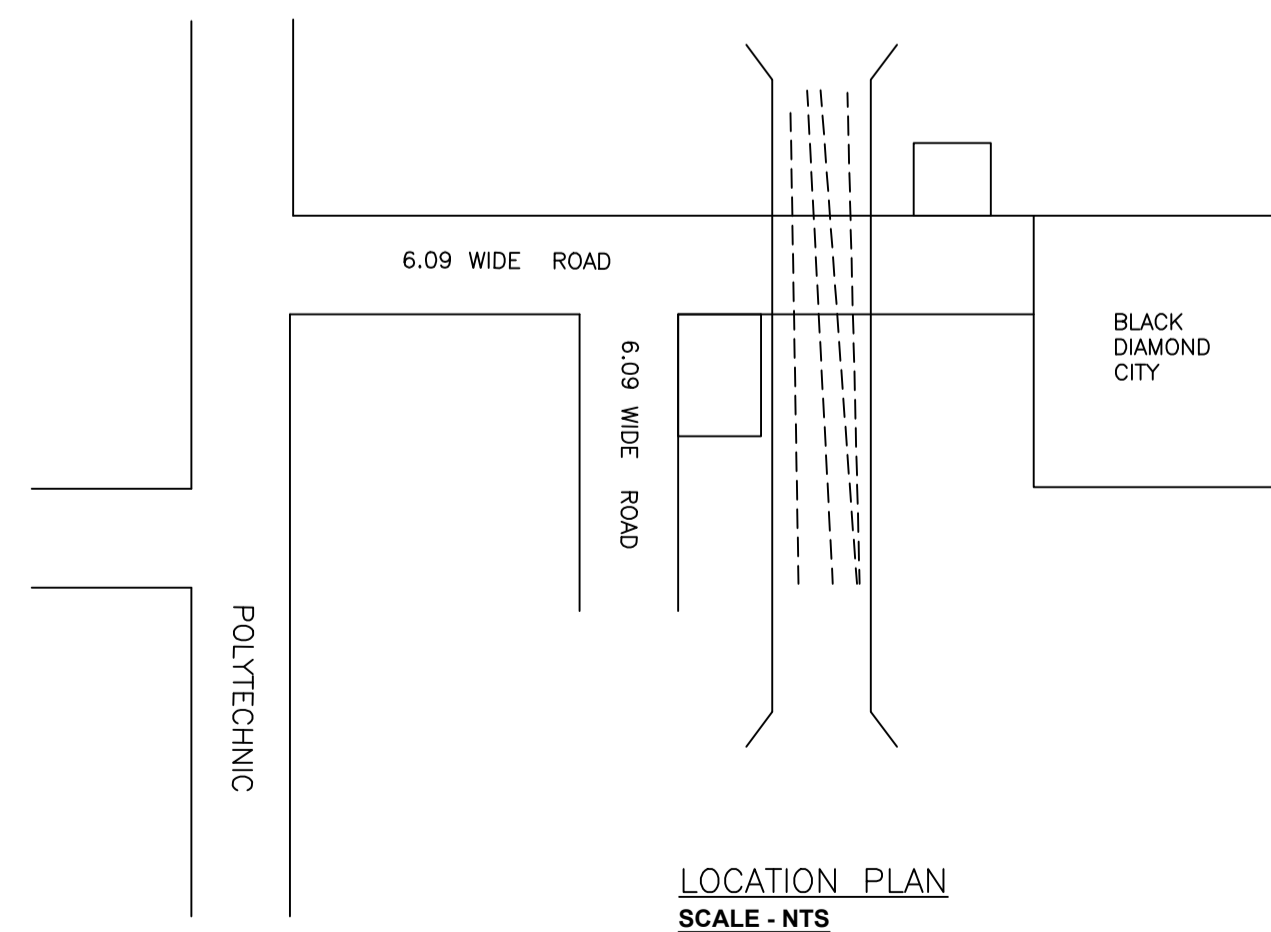 6.09 WIDE ROAD
6.09 WIDE ROAD
BLACK
DIAMOND
CITY
POLYTECHNIC
LOCATION PLAN
SCALE - NTS